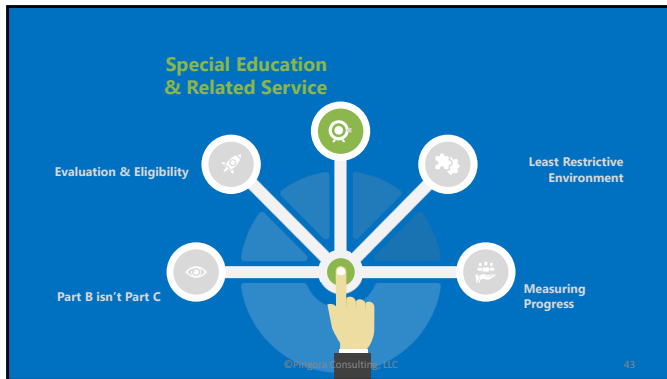 Special Education
& Related Service
Evaluation & Eligibility
Least Restrictive
Environment
Part B isn't Part C
Measuring
Progress
©Pingora Consulting, LLC
43